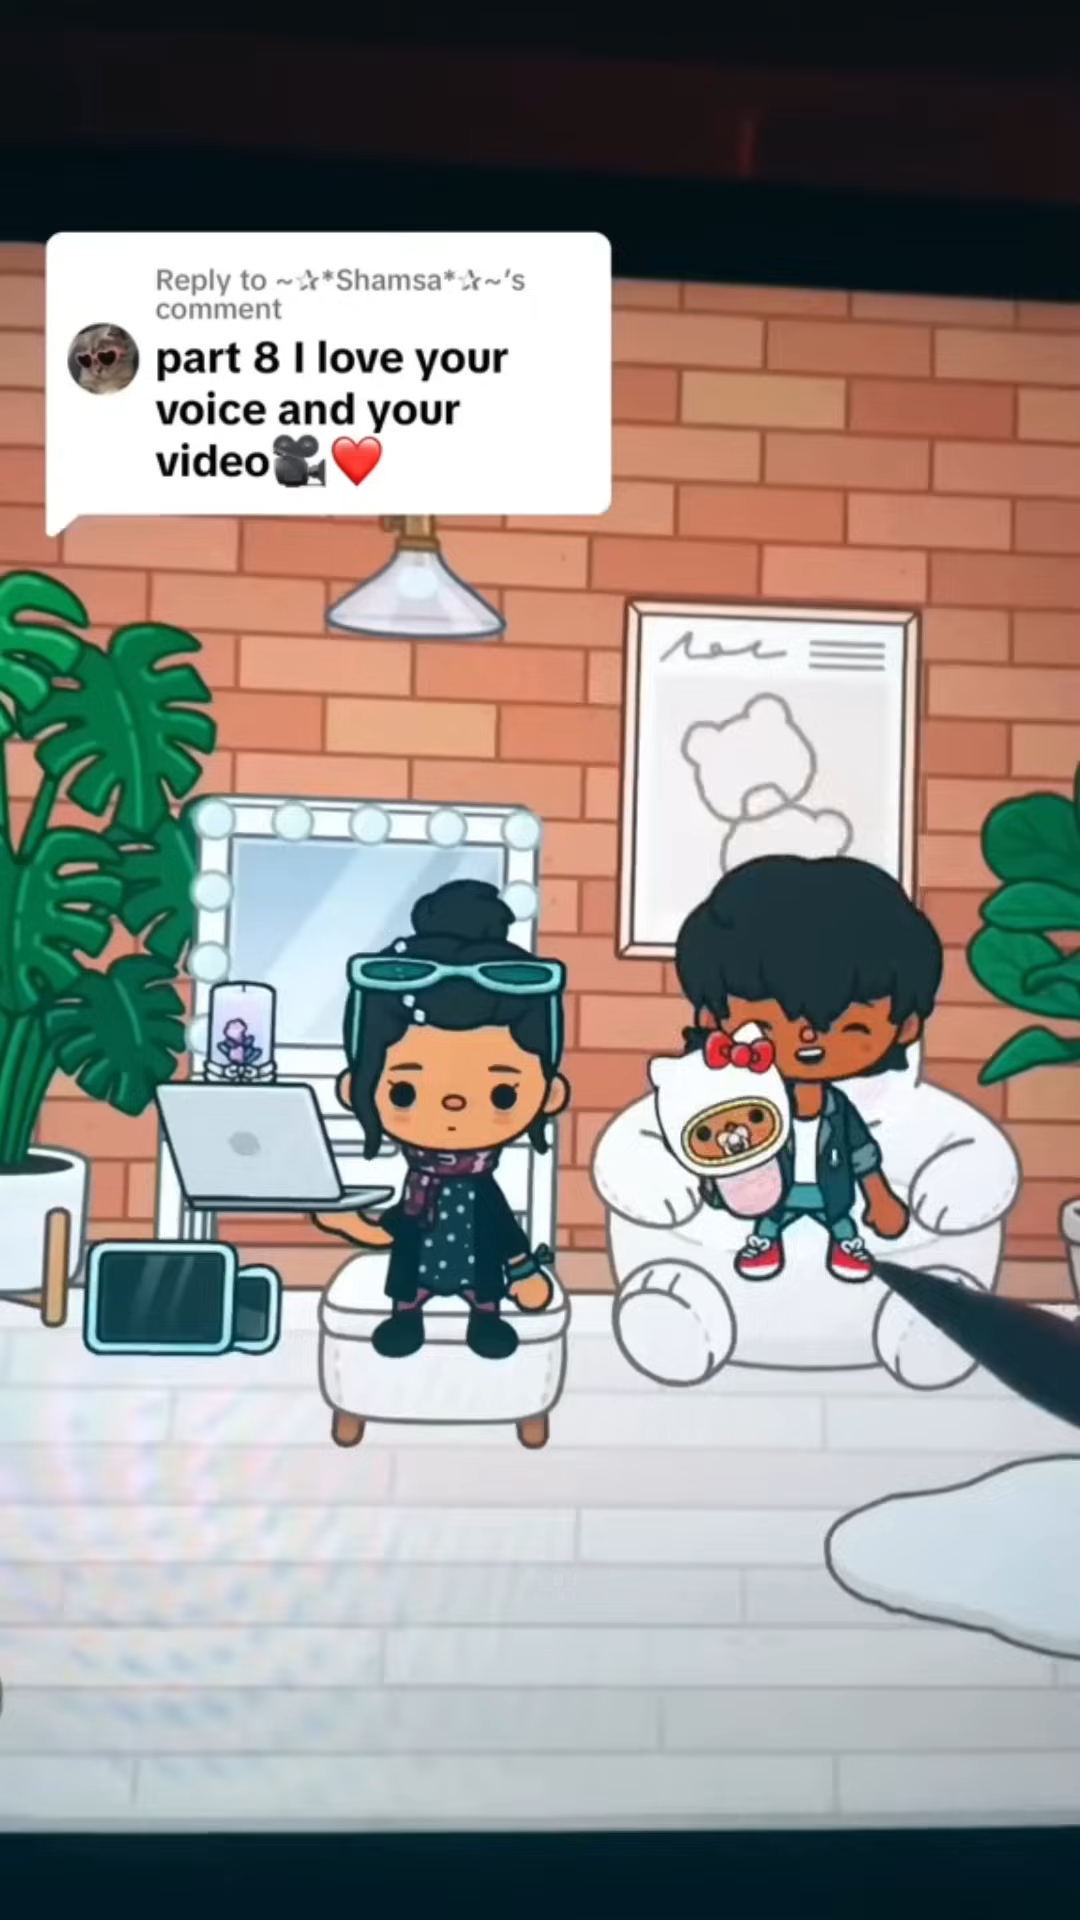 Reply to ~✰*Shamsa*✰~'s
comment
part 8 I love your
voice and your
video🎥❤️